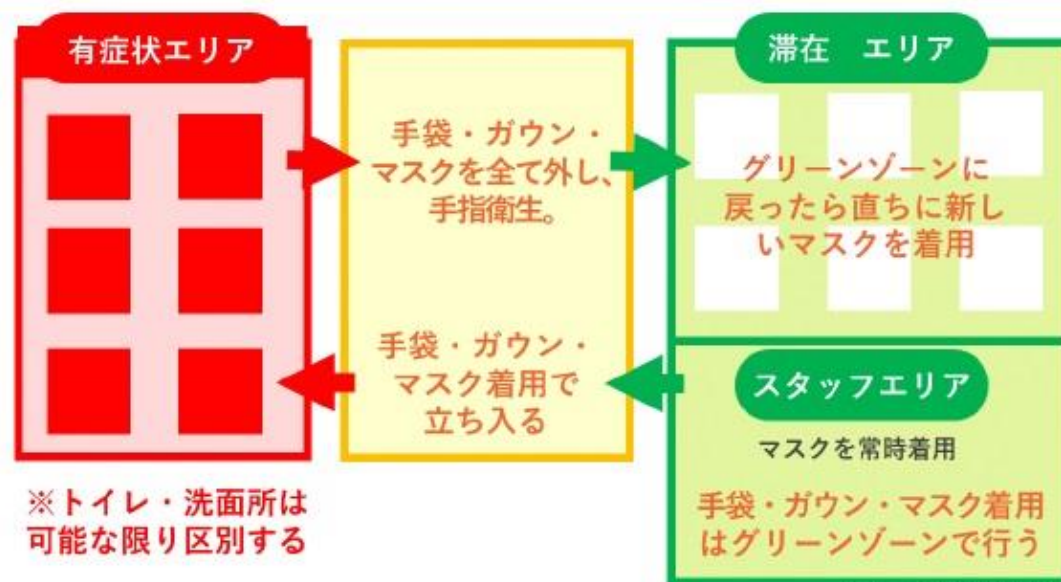 有症状エリア
※トイレ・洗面所は
可能な限り区別する
手袋・ガウン・
マスクを全て外し、
手指衛生。
手袋・ガウン・
マスク着用で
立ち入る
滞在　エリア
グリーンゾーンに
戻ったら直ちに新し
いマスクを着用
スタッフエリア
マスクを常時着用
手袋・ガウン・マスク着用
はグリーンゾーンで行う